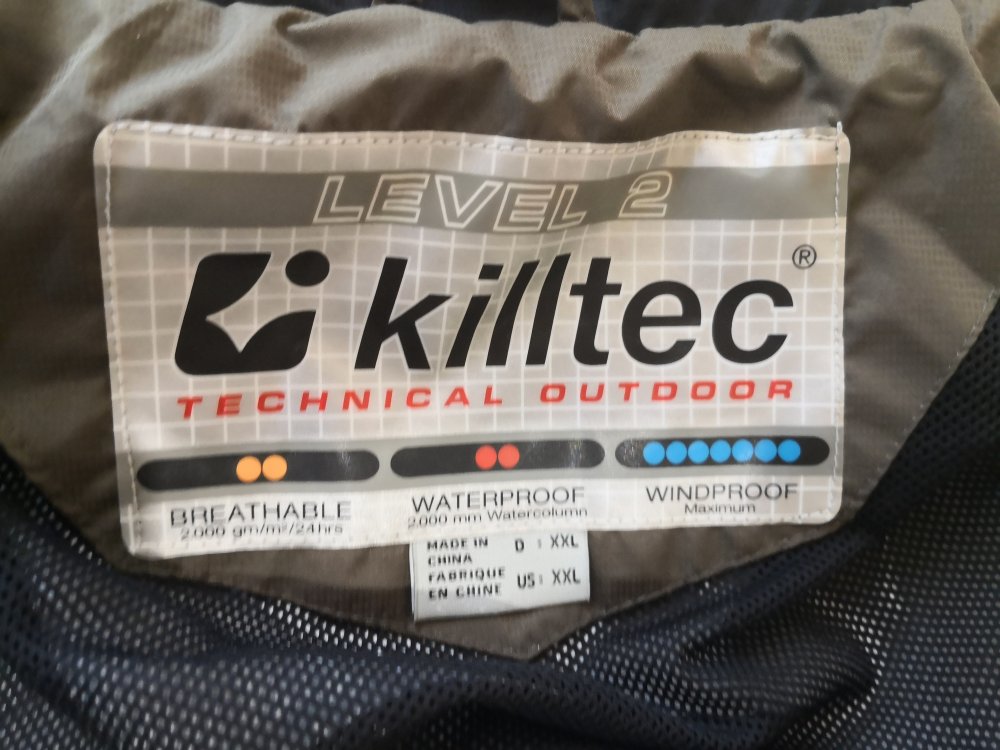 LEVEL 2
killtec®
TECHNICAL OUTDOOR
BREATHABLE
2.000 gm/m²/24hrs
WATERPROOF
2.000 mm Watercolumn
WINDPROOF
Maximum
MADE IN
CHINA
FABRIQUE
EN CHINE
D : XXL
US : XXL